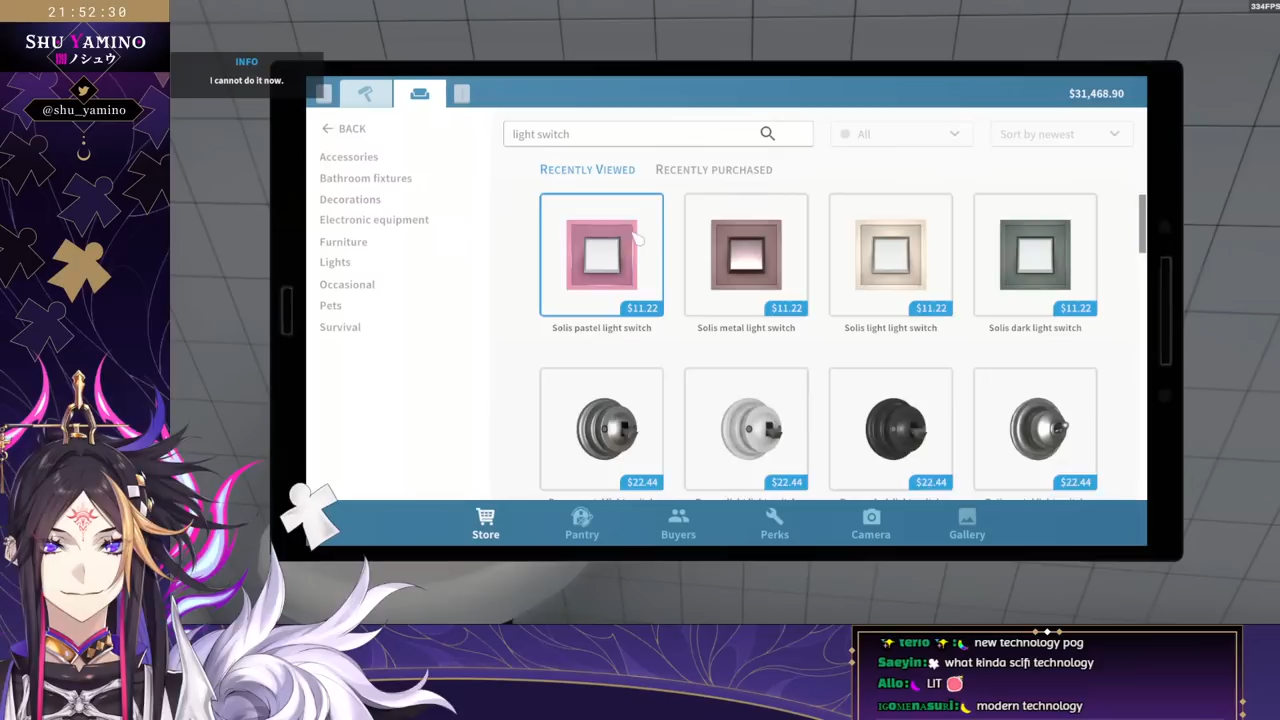 21:52:30
334FPS
SHU YAMINO
闇ノシュウ
@shu_yamino
INFO
I cannot do it now.
$31,468.90
BACK
light switch
All
Sort by newest
Accessories
Bathroom fixtures
Decorations
Electronic equipment
Furniture
Lights
Occasional
Pets
Survival
RECENTLY VIEWED
RECENTLY PURCHASED
$11.22
$11.22
$11.22
$11.22
Solis pastel light switch
Solis metal light switch
Solis light light switch
Solis dark light switch
$22.44
$22.44
$22.44
$22.44
Store
Pantry
Buyers
Perks
Camera
Gallery
terio : new technology pog
Saeyin: what kinda scifi technology
Allo: LIT
IGOMENASURI: modern technology